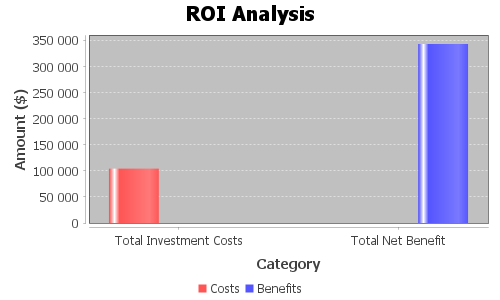 ROI Analysis
350 000
300 000
250 000
200 000
150 000
100 000
50 000
0
Amount ($)
Total Investment Costs
Total Net Benefit
Category
Costs
Benefits